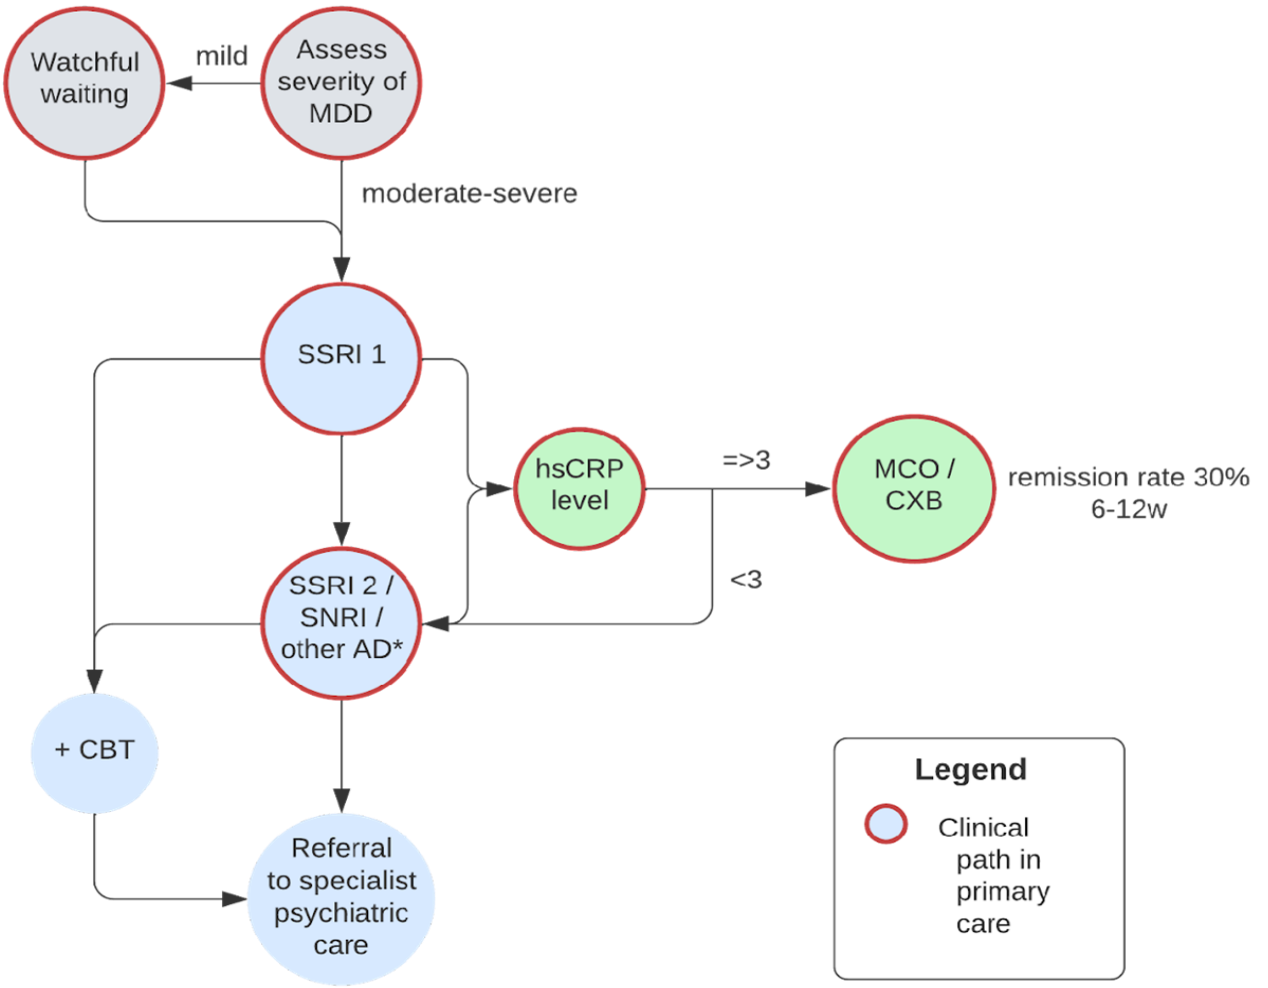 Watchful
waiting
mild
Assess
severity of
MDD
moderate-severe
SSRI 1
hsCRP
level
=>3
MCO /
CXB
remission rate 30%
6-12w
<3
SSRI 2 /
SNRI /
other AD*
+ CBT
Referral
to specialist
psychiatric
care
Legend
Clinical
path in
primary
care